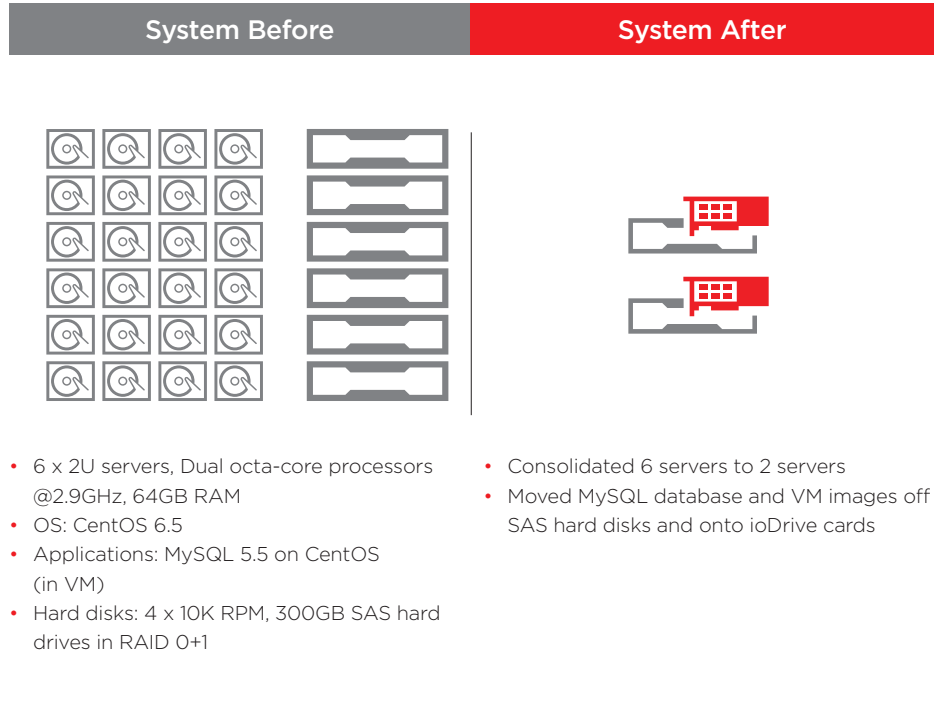 System Before
System After
• 6 x 2U servers, Dual octa-core processors
@2.9GHz, 64GB RAM
• OS: CentOS 6.5
• Applications: MySQL 5.5 on CentOS
(in VM)
• Hard disks: 4 x 10K RPM, 300GB SAS hard
drives in RAID 0+1
• Consolidated 6 servers to 2 servers
• Moved MySQL database and VM images off
SAS hard disks and onto ioDrive cards